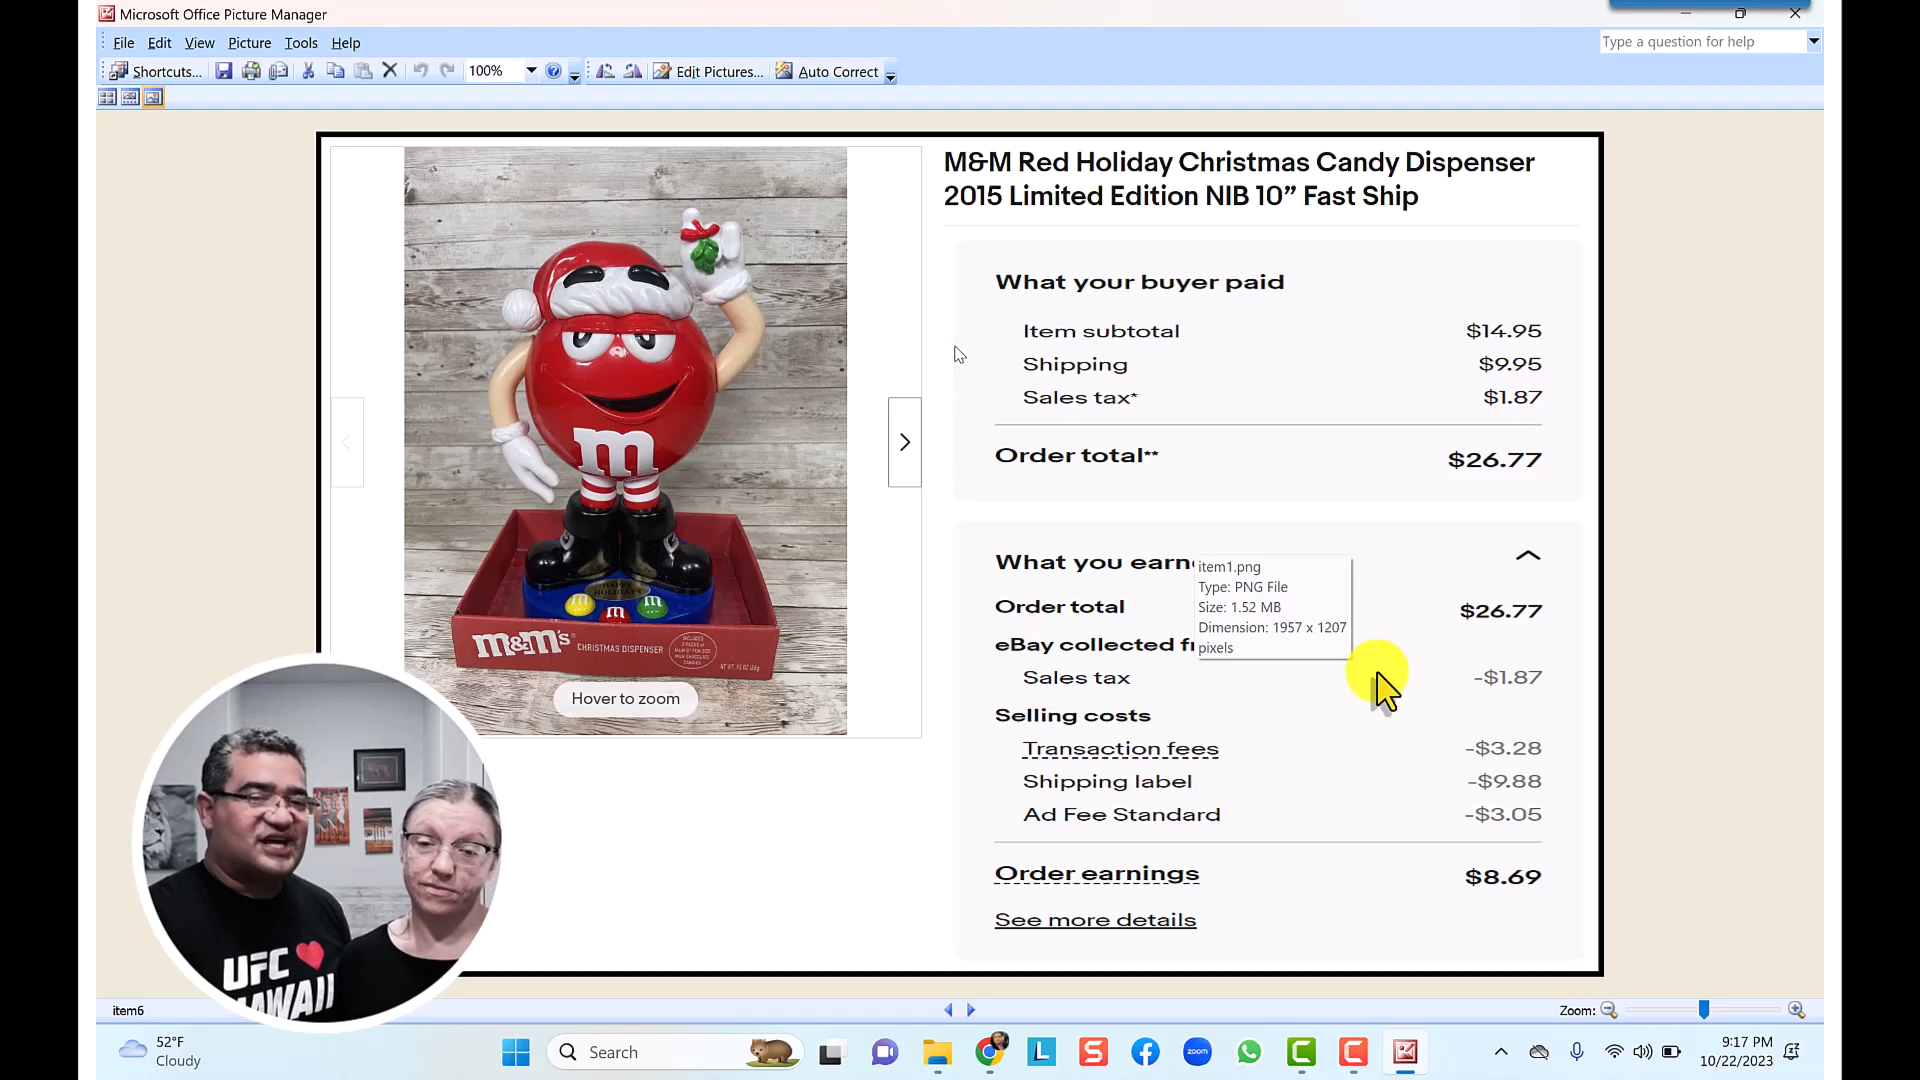 Microsoft Office Picture Manager
File Edit View Picture Tools Help
Type a question for help
Shortcuts... 100% Edit Pictures... Auto Correct
M&M Red Holiday Christmas Candy Dispenser
2015 Limited Edition NIB 10” Fast Ship
What your buyer paid
Item subtotal $14.95
Shipping $9.95
Sales tax* $1.87
Order total** $26.77
What you earn
item1.png
Type: PNG File
Size: 1.52 MB
Dimension: 1957 x 1207
pixels
Order total $26.77
eBay collected fr
Sales tax -$1.87
Selling costs
Transaction fees -$3.28
Shipping label -$9.88
Ad Fee Standard -$3.05
Order earnings $8.69
See more details
m
HAPPY
HOLIDAYS
m
m&m's
CHRISTMAS DISPENSER
Hover to zoom
UFC
HAWAII
item6
Zoom:
52°F
Cloudy
Search
L
S
zoom
C
C
9:17 PM
10/22/2023